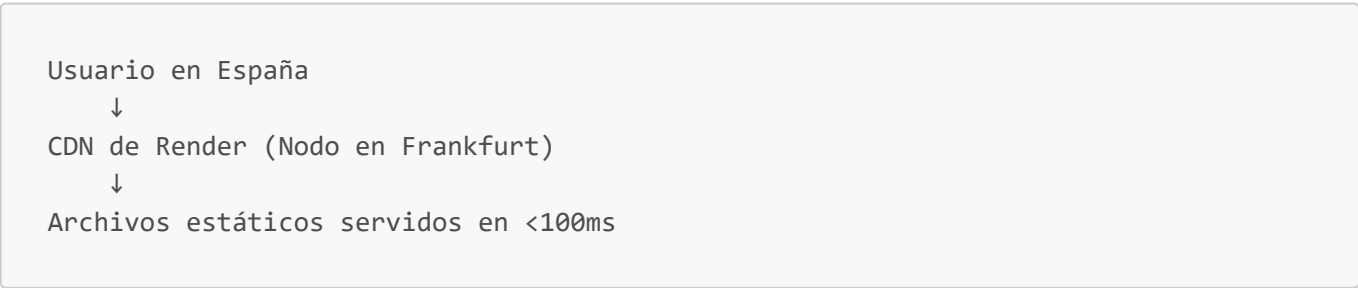 Usuario en España
↓
CDN de Render (Nodo en Frankfurt)
↓
Archivos estáticos servidos en <100ms